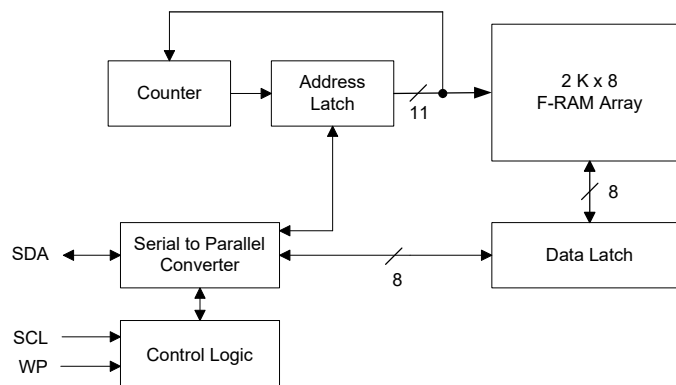 Counter
Address
Latch
11
2 K x 8
F-RAM Array
8
SDA
Serial to Parallel
Converter
8
Data Latch
SCL
WP
Control Logic